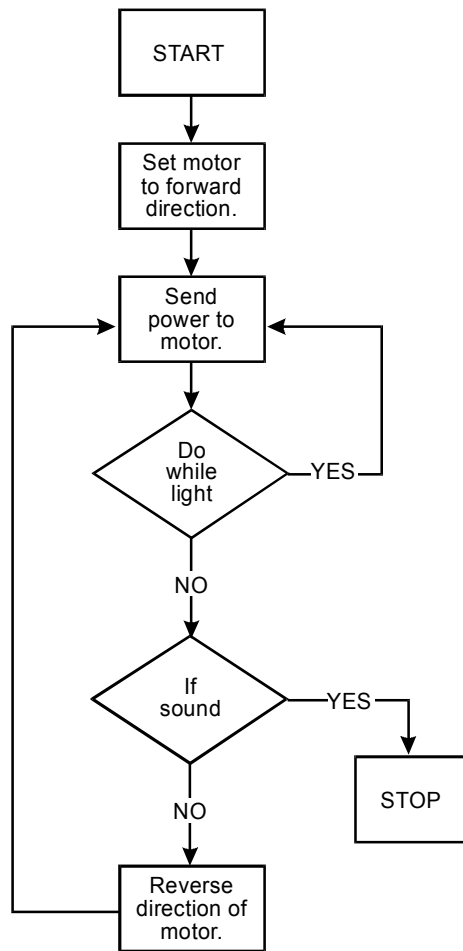 START
Set motor
to forward
direction.
Send
power to
motor.
Do
while
light
YES
NO
If
sound
YES
STOP
NO
Reverse
direction of
motor.